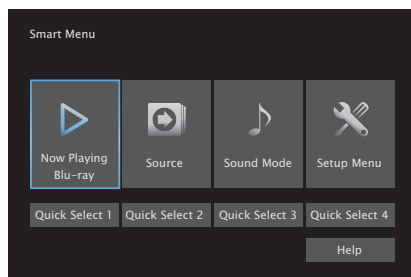 Smart Menu
Now Playing
Blu-ray
Source
Sound Mode
Setup Menu
Quick Select 1
Quick Select 2
Quick Select 3
Quick Select 4
Help